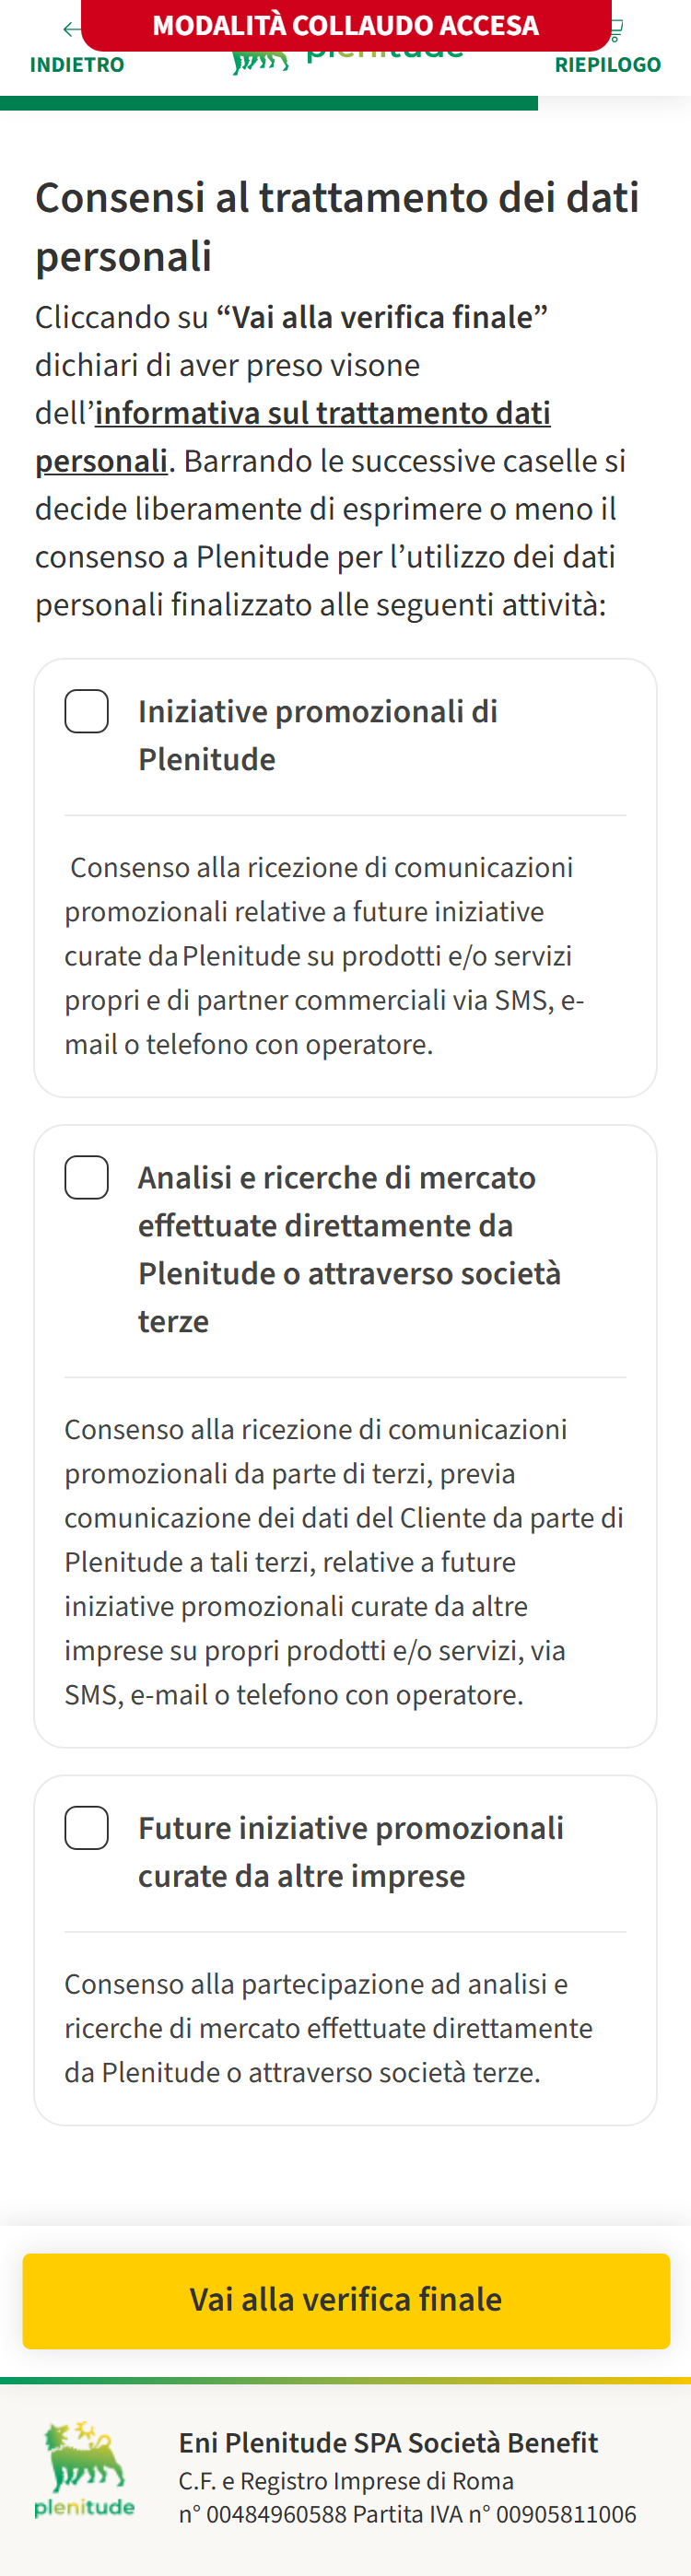 MODALITÀ COLLAUDO ACCESA
INDIETRO
plenitude
RIEPILOGO
Consensi al trattamento dei dati
personali
Cliccando su “Vai alla verifica finale”
dichiari di aver preso visone
dell’informativa sul trattamento dati
personali. Barrando le successive caselle si
decide liberamente di esprimere o meno il
consenso a Plenitude per l’utilizzo dei dati
personali finalizzato alle seguenti attività:
Iniziative promozionali di
Plenitude
Consenso alla ricezione di comunicazioni
promozionali relative a future iniziative
curate da Plenitude su prodotti e/o servizi
propri e di partner commerciali via SMS, e-
mail o telefono con operatore.
Analisi e ricerche di mercato
effettuate direttamente da
Plenitude o attraverso società
terze
Consenso alla ricezione di comunicazioni
promozionali da parte di terzi, previa
comunicazione dei dati del Cliente da parte di
Plenitude a tali terzi, relative a future
iniziative promozionali curate da altre
imprese su propri prodotti e/o servizi, via
SMS, e-mail o telefono con operatore.
Future iniziative promozionali
curate da altre imprese
Consenso alla partecipazione ad analisi e
ricerche di mercato effettuate direttamente
da Plenitude o attraverso società terze.
Vai alla verifica finale
plenitude
Eni Plenitude SPA Società Benefit
C.F. e Registro Imprese di Roma
n° 00484960588 Partita IVA n° 00905811006